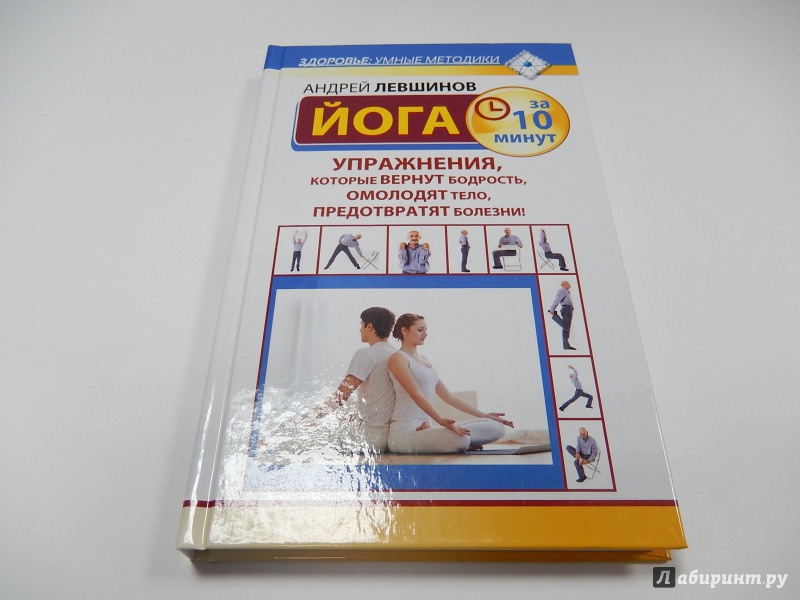 ЗДОРОВЬЕ: УМНЫЕ МЕТОДИКИ
АНДРЕЙ ЛЕВШИНОВ
ЙОГА
за
10
минут
УПРАЖНЕНИЯ,
КОТОРЫЕ ВЕРНУТ БОДРОСТЬ,
ОМОЛОДЯТ ТЕЛО,
ПРЕДОТВРАТЯТ БОЛЕЗНИ!
Лабиринт.ру